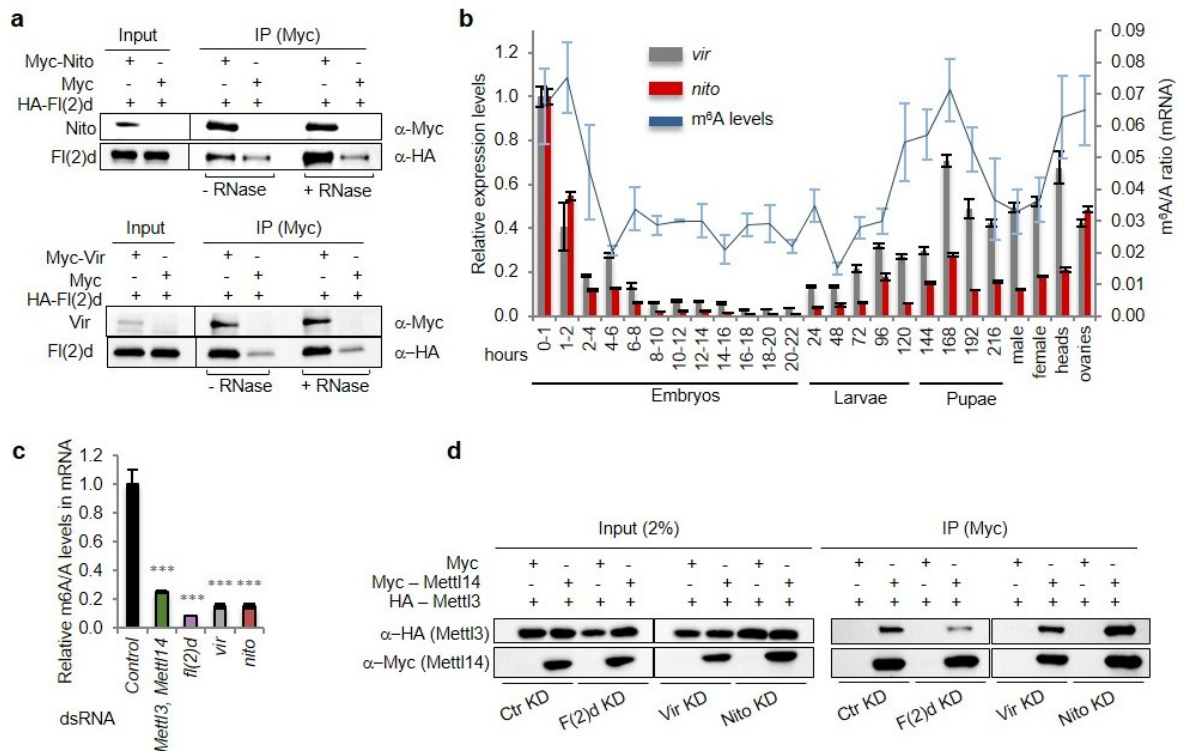 a
Input IP (Myc)
Myc-Nito + - + - + -
Myc - + - + - +
HA-Fl(2)d + + + + + +
Nito α-Myc
Fl(2)d α-HA
- RNase + RNase
Input IP (Myc)
Myc-Vir + - + - + -
Myc - + - + - +
HA-Fl(2)d + + + + + +
Vir α-Myc
Fl(2)d α-HA
- RNase + RNase
b
Relative expression levels
1.2
1.0
0.8
0.6
0.4
0.2
0.0
vir
nito
m⁶A levels
0.09
0.08
0.07
0.06
0.05
0.04
0.03
0.02
0.01
0.00
m⁶A/A ratio (mRNA)
hours 0-1 1-2 2-4 4-6 6-8 8-10 10-12 12-14 14-16 16-18 18-20 20-22 24 48 72 96 120 144 168 192 216 male female heads ovaries
Embryos Larvae Pupae
c
Relative m6A/A levels in mRNA
1.2
1.0
0.8
0.6
0.4
0.2
0.0
*** *** *** ***
Control Mettl3, Mettl14 fl(2)d vir nito
dsRNA
d
Input (2%) IP (Myc)
Myc + - + - + - + - + - + - + - + -
Myc – Mettl14 - + - + - + - + - + - + - + - +
HA – Mettl3 + + + + + + + + + + + + + + + +
α-HA (Mettl3)
α-Myc (Mettl14)
Ctr KD F(2)d KD Vir KD Nito KD Ctr KD F(2)d KD Vir KD Nito KD